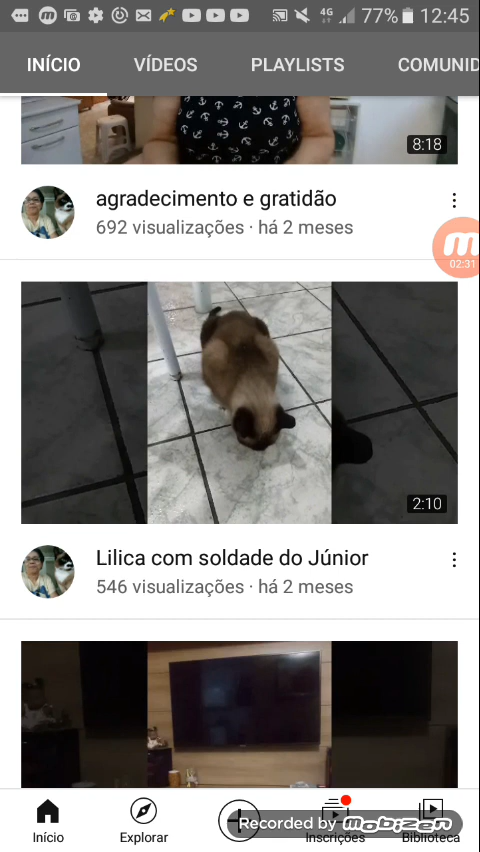 4G 77% 12:45
INÍCIO VÍDEOS PLAYLISTS COMUNID
8:18
agradecimento e gratidão
692 visualizações · há 2 meses
02:31
2:10
Lilica com soldade do Júnior
546 visualizações · há 2 meses
Recorded by mobizen
Início Explorar Inscrições Biblioteca